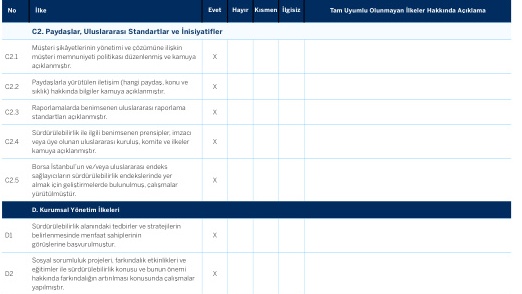 No İlke Evet Hayır Kısmen İlgisiz Tam Uyumlu Olunmayan İlkeler Hakkında Açıklama
C2. Paydaşlar, Uluslararası Standartlar ve İnisiyatifler
C2.1 Müşteri şikâyetlerinin yönetimi ve çözümüne ilişkin
müşteri memnuniyeti politikası düzenlenmiş ve kamuya X
açıklanmıştır.
C2.2 Paydaşlarla yürütülen iletişim (hangi paydaş, konu ve X
sıklık) hakkında bilgiler kamuya açıklanmıştır.
C2.3 Raporlamalarda benimsenen uluslararası raporlama X
standartları açıklanmıştır.
C2.4 Sürdürülebilirlik ile ilgili benimsenen prensipler, imzacı
veya üye olunan uluslararası kuruluş, komite ve ilkeler X
kamuya açıklanmıştır.
C2.5 Borsa İstanbul'un ve/veya uluslararası endeks
sağlayıcıların sürdürülebilirlik endekslerinde yer X
almak için geliştirmelerde bulunulmuş, çalışmalar
yürütülmüştür.
D. Kurumsal Yönetim İlkeleri
D1 Sürdürülebilirlik alanındaki tedbirler ve stratejilerin
belirlenmesinde menfaat sahiplerinin X
görüşlerine başvurulmuştur.
D2 Sosyal sorumluluk projeleri, farkındalık etkinlikleri ve
eğitimler ile sürdürülebilirlik konusu ve bunun önemi X
hakkında farkındalığın artırılması konusunda çalışmalar
yapılmıştır.